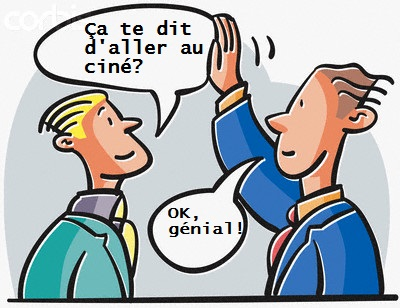 Ça te dit
d'aller au
ciné?
OK,
génial!